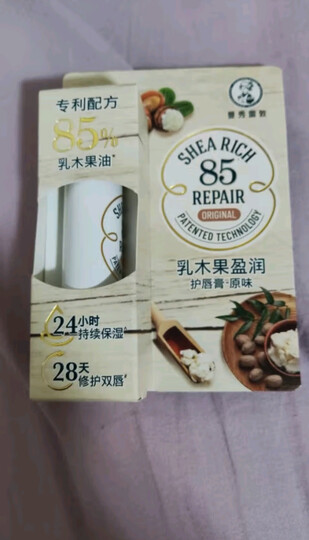 专利配方
85%
乳木果油*
24小时
持续保湿*
28天
修护双唇*
曼秀雷敦
SHEA RICH
85
REPAIR
ORIGINAL
PATENTED TECHNOLOGY
乳木果盈润
护唇膏·原味